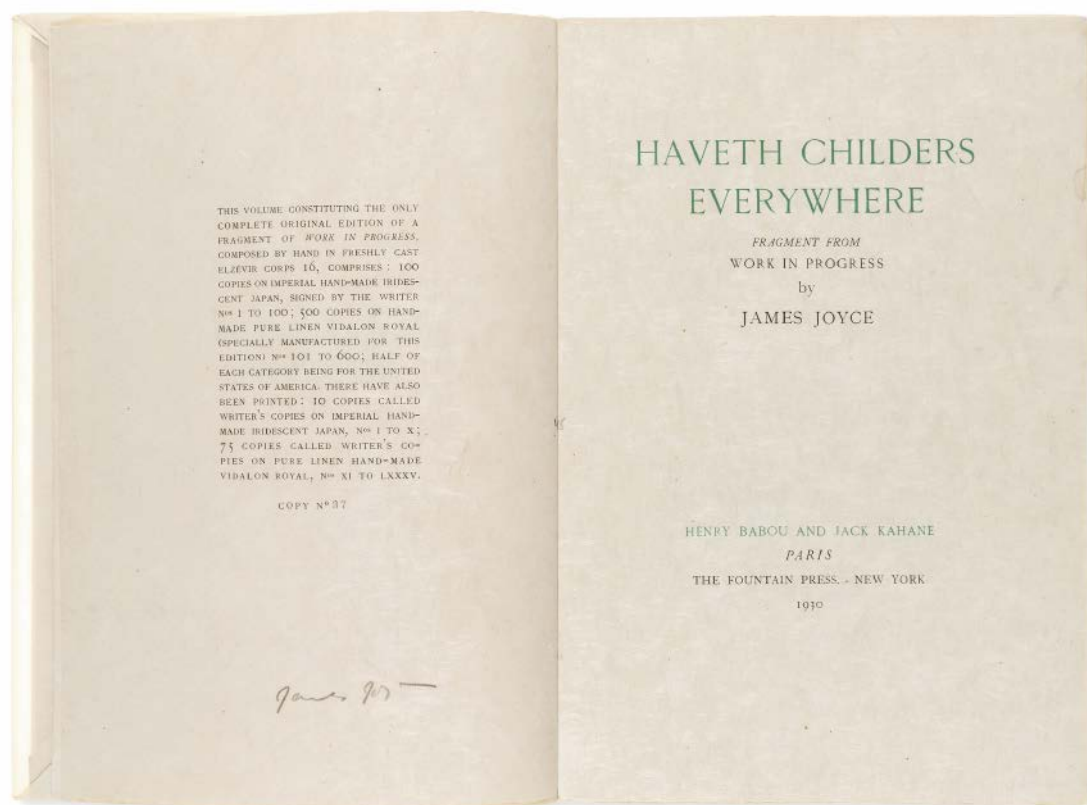 THIS VOLUME CONSTITUTING THE ONLY
COMPLETE ORIGINAL EDITION OF A
FRAGMENT OF WORK IN PROGRESS,
COMPOSED BY HAND IN FRESHLY CAST
ELZÉVIR CORPS 16, COMPRISES : 100
COPIES ON IMPERIAL HAND-MADE IRIDES-
CENT JAPAN, SIGNED BY THE WRITER
Nos 1 TO 100; 500 COPIES ON HAND-
MADE PURE LINEN VIDALON ROYAL
(SPECIALLY MANUFACTURED FOR THIS
EDITION) Nos 101 TO 600; HALF OF
EACH CATEGORY BEING FOR THE UNITED
STATES OF AMERICA. THERE HAVE ALSO
BEEN PRINTED : 10 COPIES CALLED
WRITER'S COPIES ON IMPERIAL HAND-
MADE IRIDESCENT JAPAN, Nos I TO X;
75 COPIES CALLED WRITER'S CO-
PIES ON PURE LINEN HAND-MADE
VIDALON ROYAL, Nos XI TO LXXXV.
COPY No 37
James Joy
HAVETH CHILDERS
EVERYWHERE
FRAGMENT FROM
WORK IN PROGRESS
by
JAMES JOYCE
HENRY BABOU AND JACK KAHANE
PARIS
THE FOUNTAIN PRESS. - NEW YORK
1930